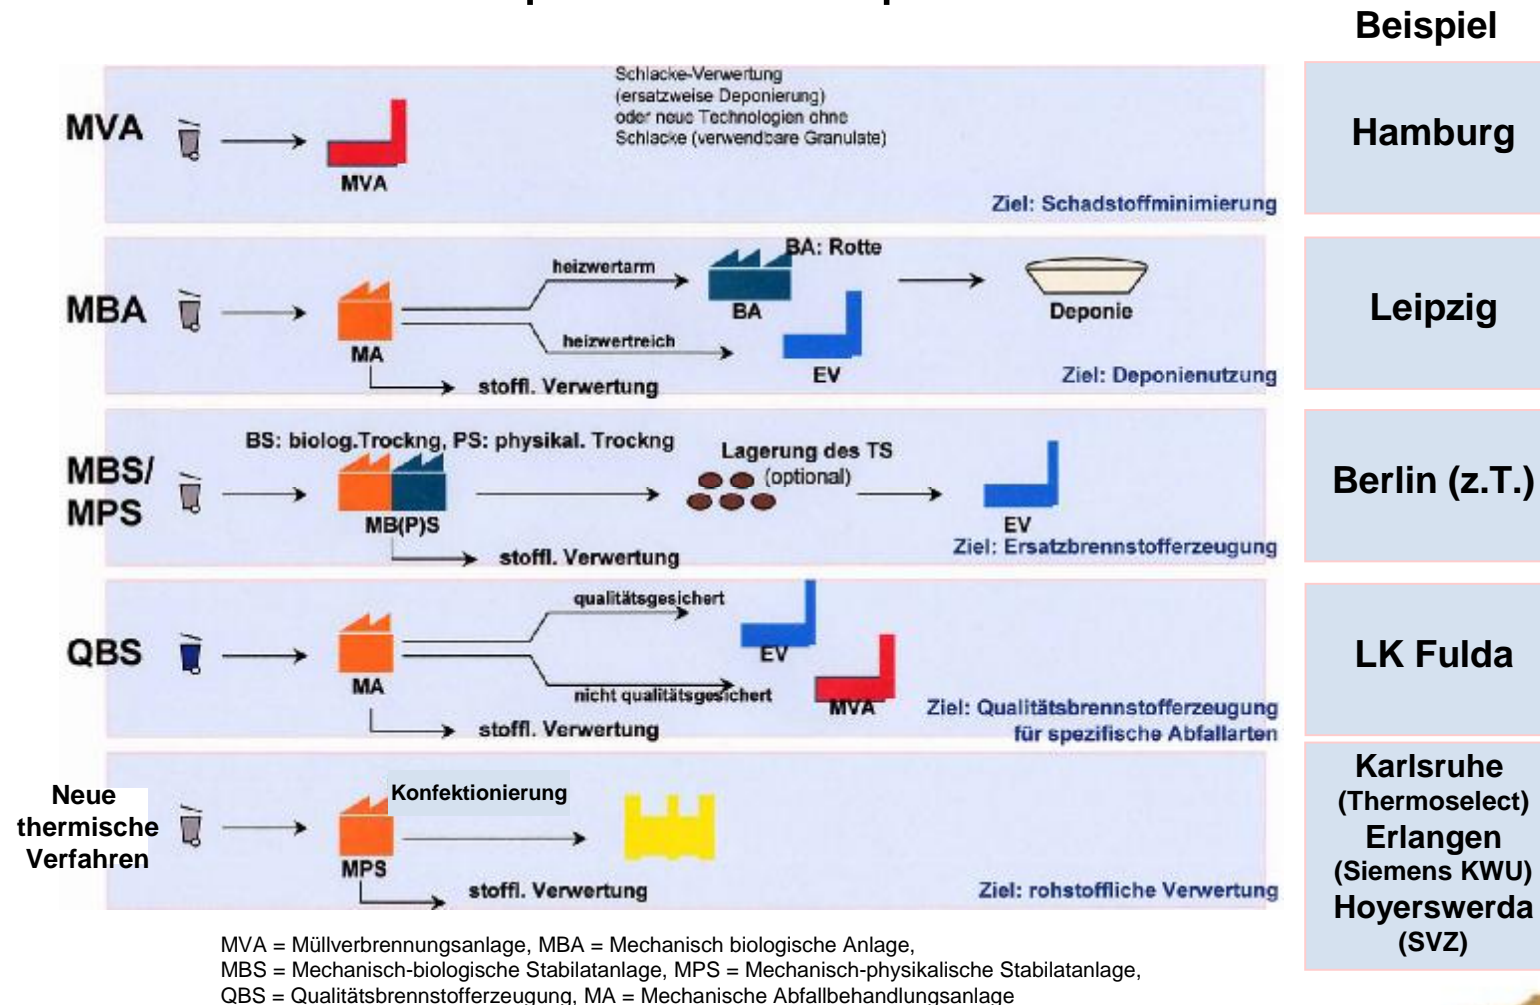 Beispiel
MVA
MVA
Schlacke-Verwertung
(ersatzweise Deponierung)
oder neue Technologien ohne
Schlacke (verwendbare Granulate)
Ziel: Schadstoffminimierung
Hamburg
MBA
MA
heizwertarm
heizwertreich
stoffl. Verwertung
BA: Rotte
BA
EV
Deponie
Ziel: Deponienutzung
Leipzig
MBS/
MPS
BS: biolog.Trockng, PS: physikal. Trockng
MB(P)S
stoffl. Verwertung
Lagerung des TS
(optional)
EV
Ziel: Ersatzbrennstofferzeugung
Berlin (z.T.)
QBS
MA
qualitätsgesichert
nicht qualitätsgesichert
stoffl. Verwertung
EV
MVA
Ziel: Qualitätsbrennstofferzeugung
für spezifische Abfallarten
LK Fulda
Neue
thermische
Verfahren
Konfektionierung
MPS
stoffl. Verwertung
Ziel: rohstoffliche Verwertung
Karlsruhe
(Thermoselect)
Erlangen
(Siemens KWU)
Hoyerswerda
(SVZ)
MVA = Müllverbrennungsanlage, MBA = Mechanisch biologische Anlage,
MBS = Mechanisch-biologische Stabilatanlage, MPS = Mechanisch-physikalische Stabilatanlage,
QBS = Qualitätsbrennstofferzeugung, MA = Mechanische Abfallbehandlungsanlage